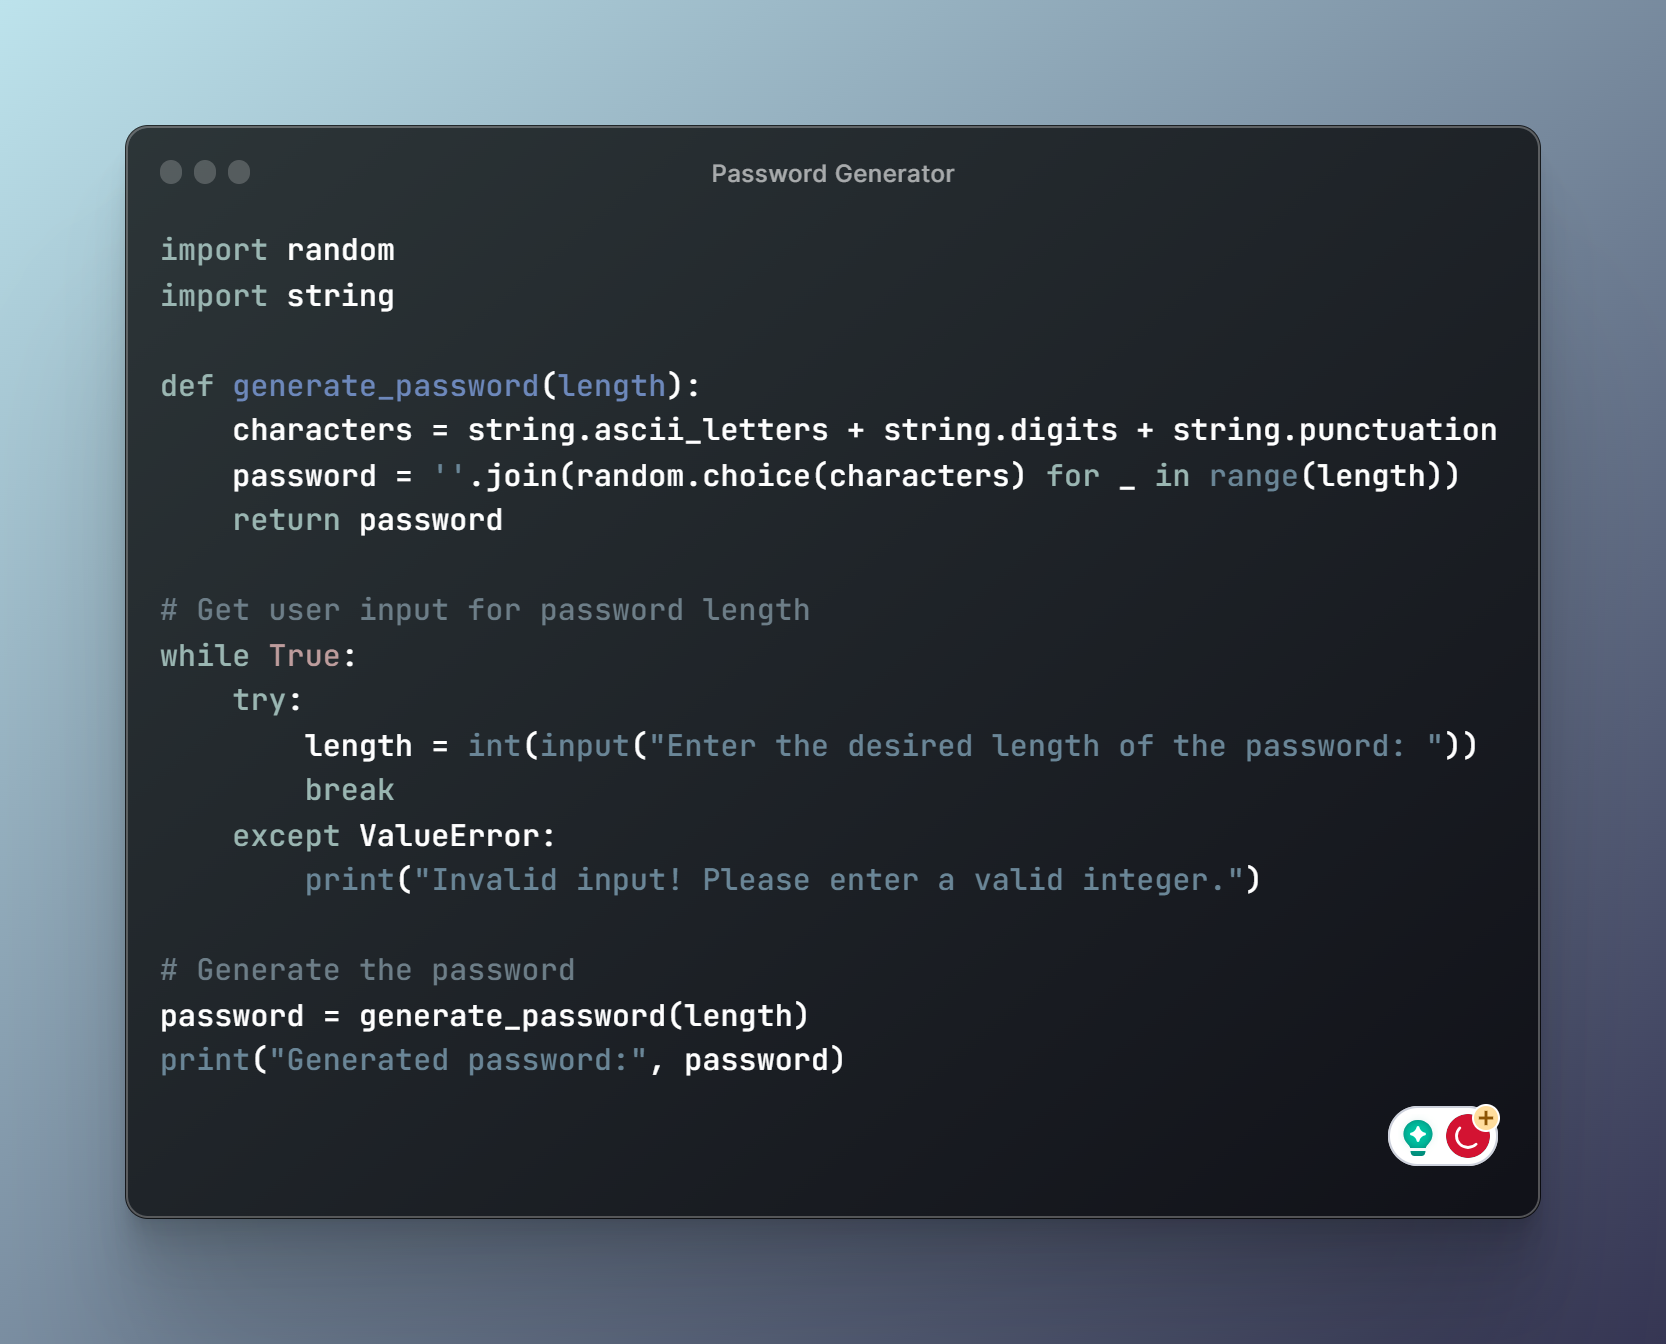 Password Generator
import random
import string
def generate_password(length):
    characters = string.ascii_letters + string.digits + string.punctuation
    password = ''.join(random.choice(characters) for _ in range(length))
    return password
# Get user input for password length
while True:
    try:
        length = int(input("Enter the desired length of the password: "))
        break
    except ValueError:
        print("Invalid input! Please enter a valid integer.")
# Generate the password
password = generate_password(length)
print("Generated password:", password)